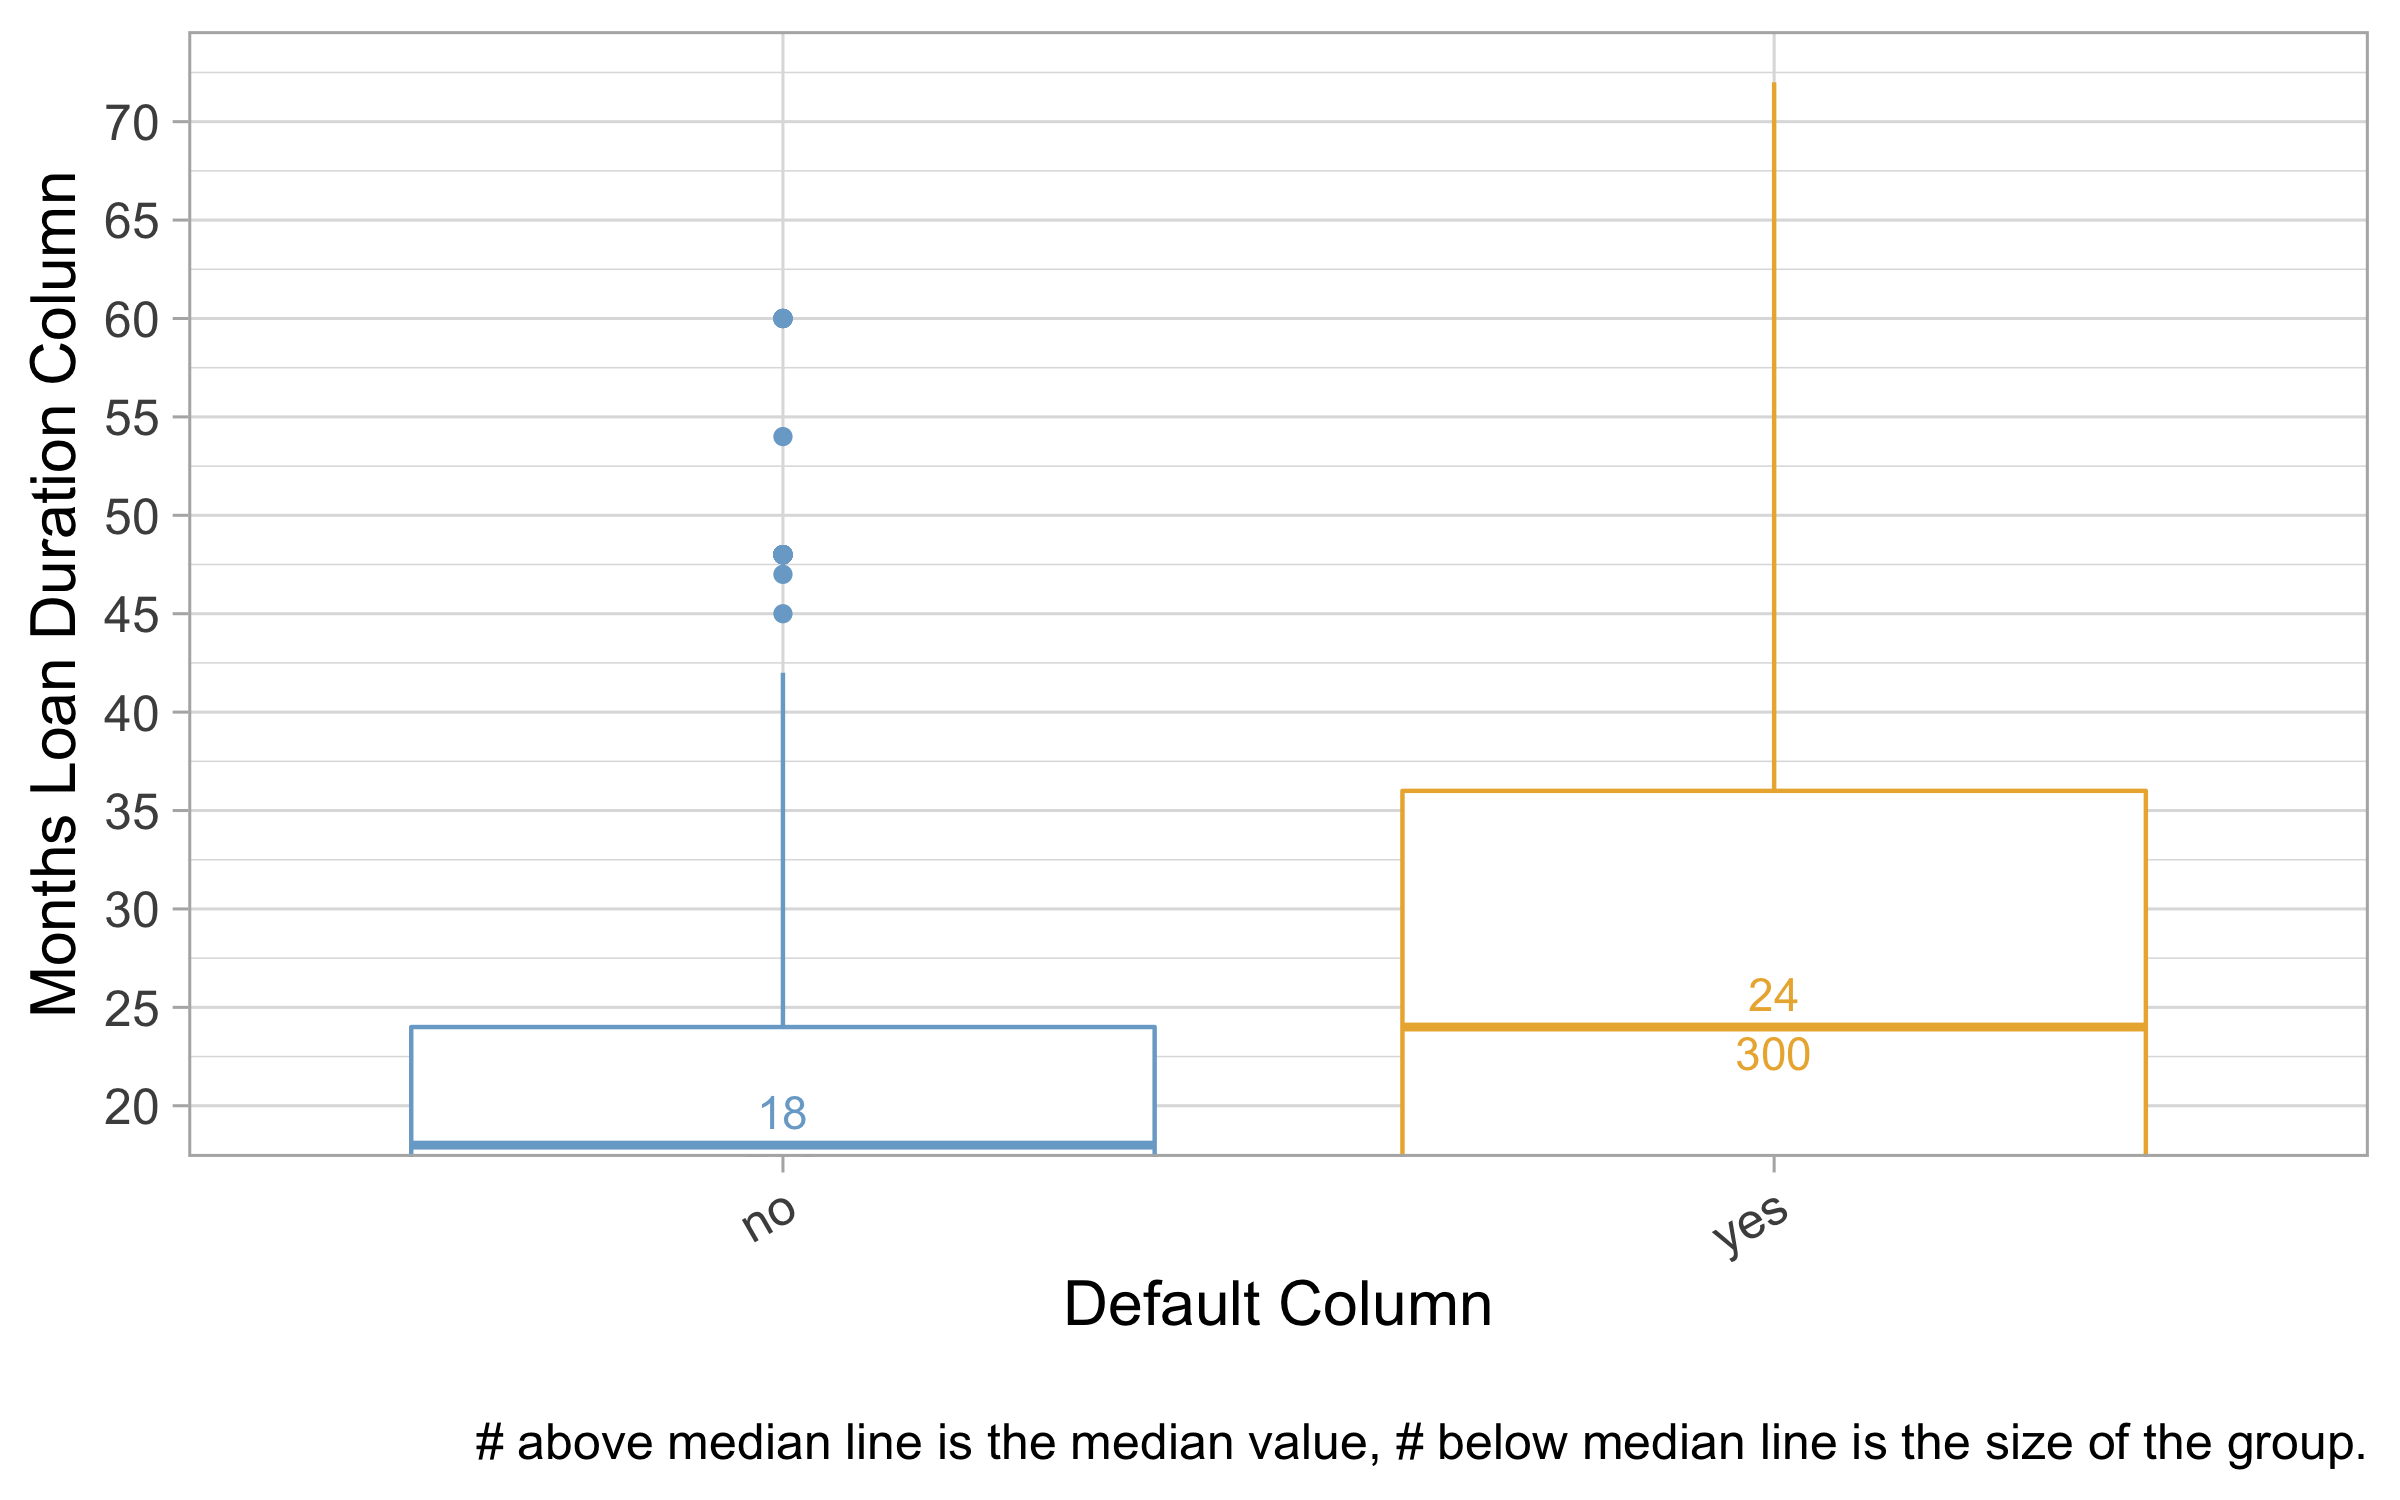 Months Loan Duration Column
70
65
60
55
50
45
40
35
30
25
20
18
24
300
no
yes
Default Column
# above median line is the median value, # below median line is the size of the group.